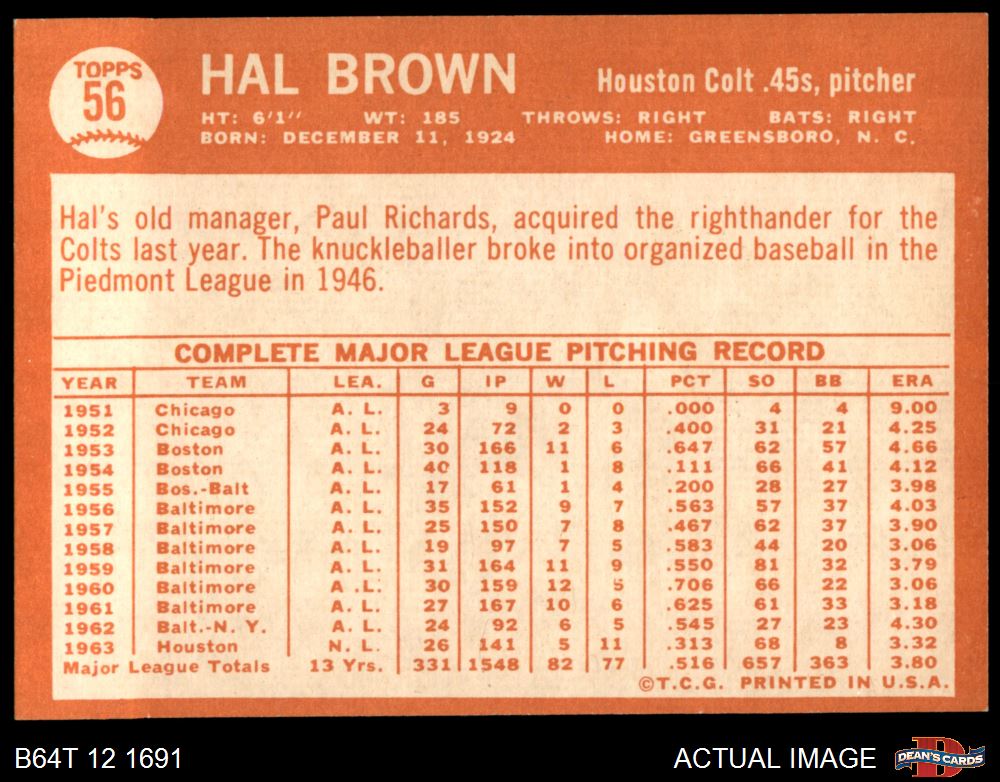 TOPPS
56
HAL BROWN
Houston Colt .45s, pitcher
HT: 6'1" WT: 185 THROWS: RIGHT BATS: RIGHT
BORN: DECEMBER 11, 1924 HOME: GREENSBORO, N. C.
Hal's old manager, Paul Richards, acquired the righthander for the
Colts last year. The knuckleballer broke into organized baseball in the
Piedmont League in 1946.
COMPLETE MAJOR LEAGUE PITCHING RECORD
YEAR TEAM LEA. G IP W L PCT SO BB ERA
1951 Chicago A. L. 3 9 0 0 .000 4 4 9.00
1952 Chicago A. L. 24 72 2 3 .400 31 21 4.25
1953 Boston A. L. 30 166 11 6 .647 62 57 4.66
1954 Boston A. L. 40 118 1 8 .111 66 41 4.12
1955 Bos.-Balt A. L. 17 61 1 4 .200 28 27 3.98
1956 Baltimore A. L. 35 152 9 7 .563 57 37 4.03
1957 Baltimore A. L. 25 150 7 8 .467 62 37 3.90
1958 Baltimore A. L. 19 97 7 5 .583 44 20 3.06
1959 Baltimore A. L. 31 164 11 9 .550 81 32 3.79
1960 Baltimore A .L. 30 159 12 5 .706 66 22 3.06
1961 Baltimore A. L. 27 167 10 6 .625 61 33 3.18
1962 Balt.-N. Y. A. L. 24 92 6 5 .545 27 23 4.30
1963 Houston N. L. 26 141 5 11 .313 68 8 3.32
Major League Totals 13 Yrs. 331 1548 82 77 .516 657 363 3.80
©T.C.G. PRINTED IN U.S.A.
B64T 12 1691
ACTUAL IMAGE
D
DEAN'S CARDS